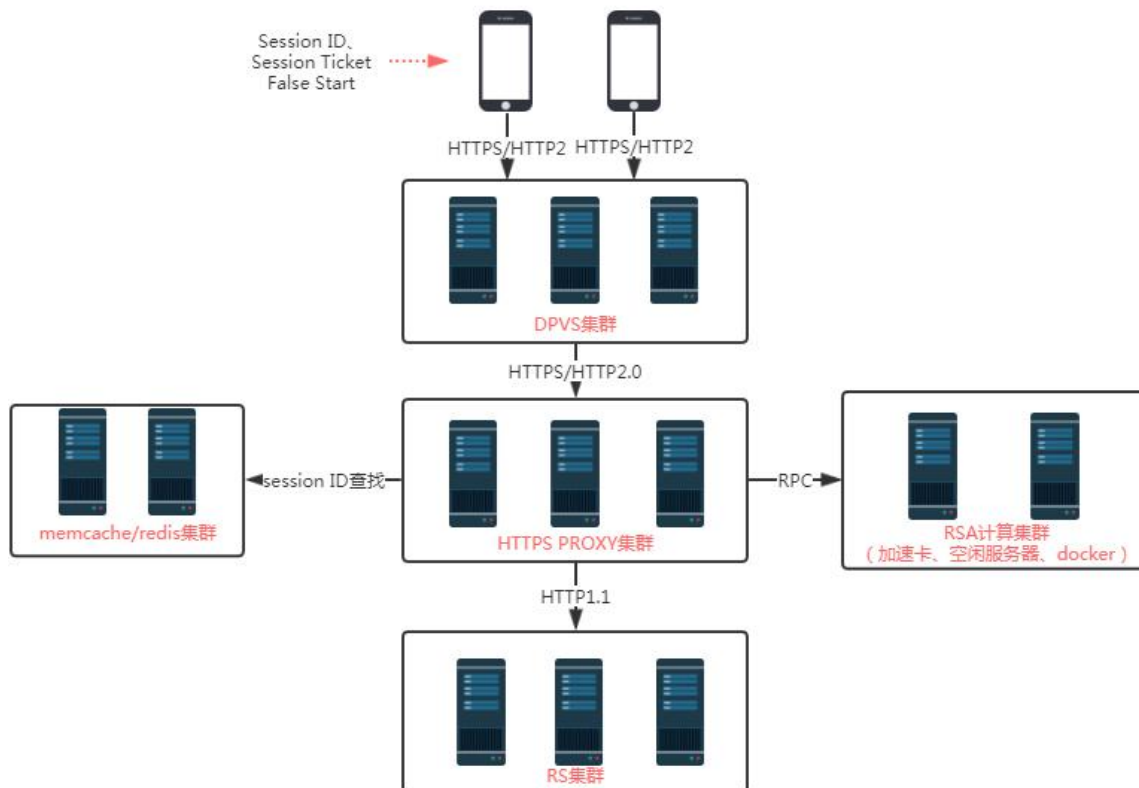 Session ID、
Session Ticket
False Start
HTTPS/HTTP2
HTTPS/HTTP2
DPVS集群
HTTPS/HTTP2.0
session ID查找
RPC
memcache/redis集群
HTTPS PROXY集群
RSA计算集群
（加速卡、空闲服务器、docker）
HTTP1.1
RS集群